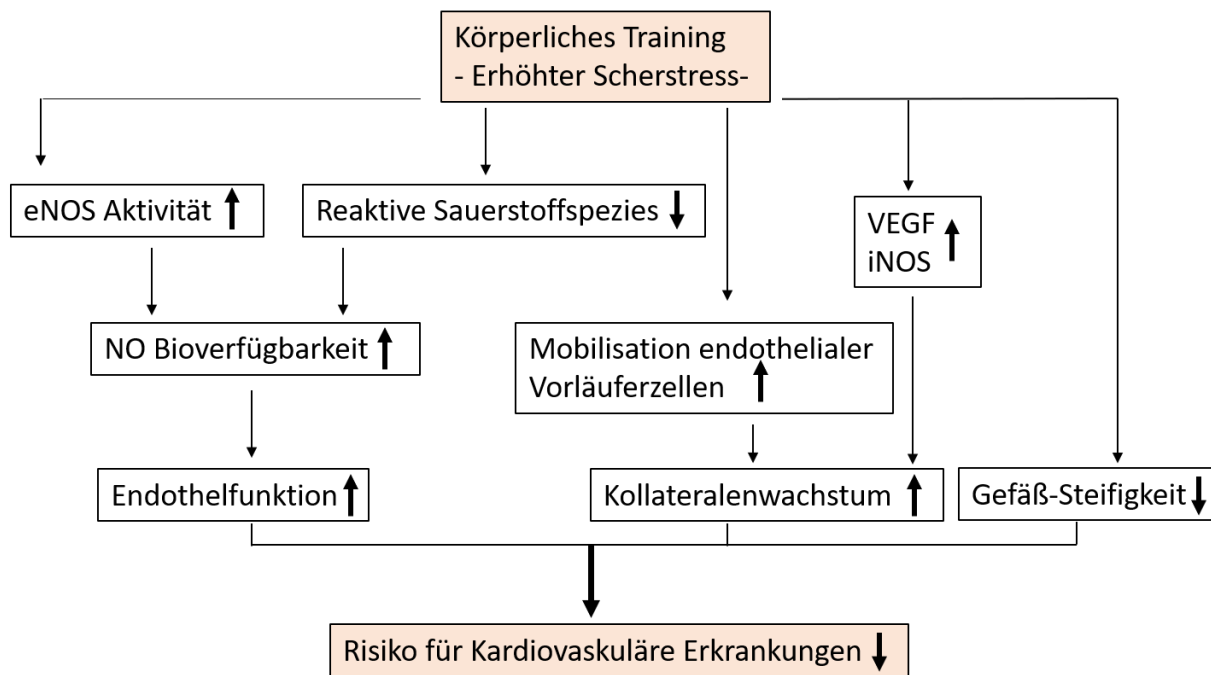 Körperliches Training
- Erhöhter Scherstress-
eNOS Aktivität
Reaktive Sauerstoffspezies
VEGF
iNOS
NO Bioverfügbarkeit
Mobilisation endothelialer
Vorläuferzellen
Endothelfunktion
Kollateralenwachstum
Gefäß-Steifigkeit
Risiko für Kardiovaskuläre Erkrankungen